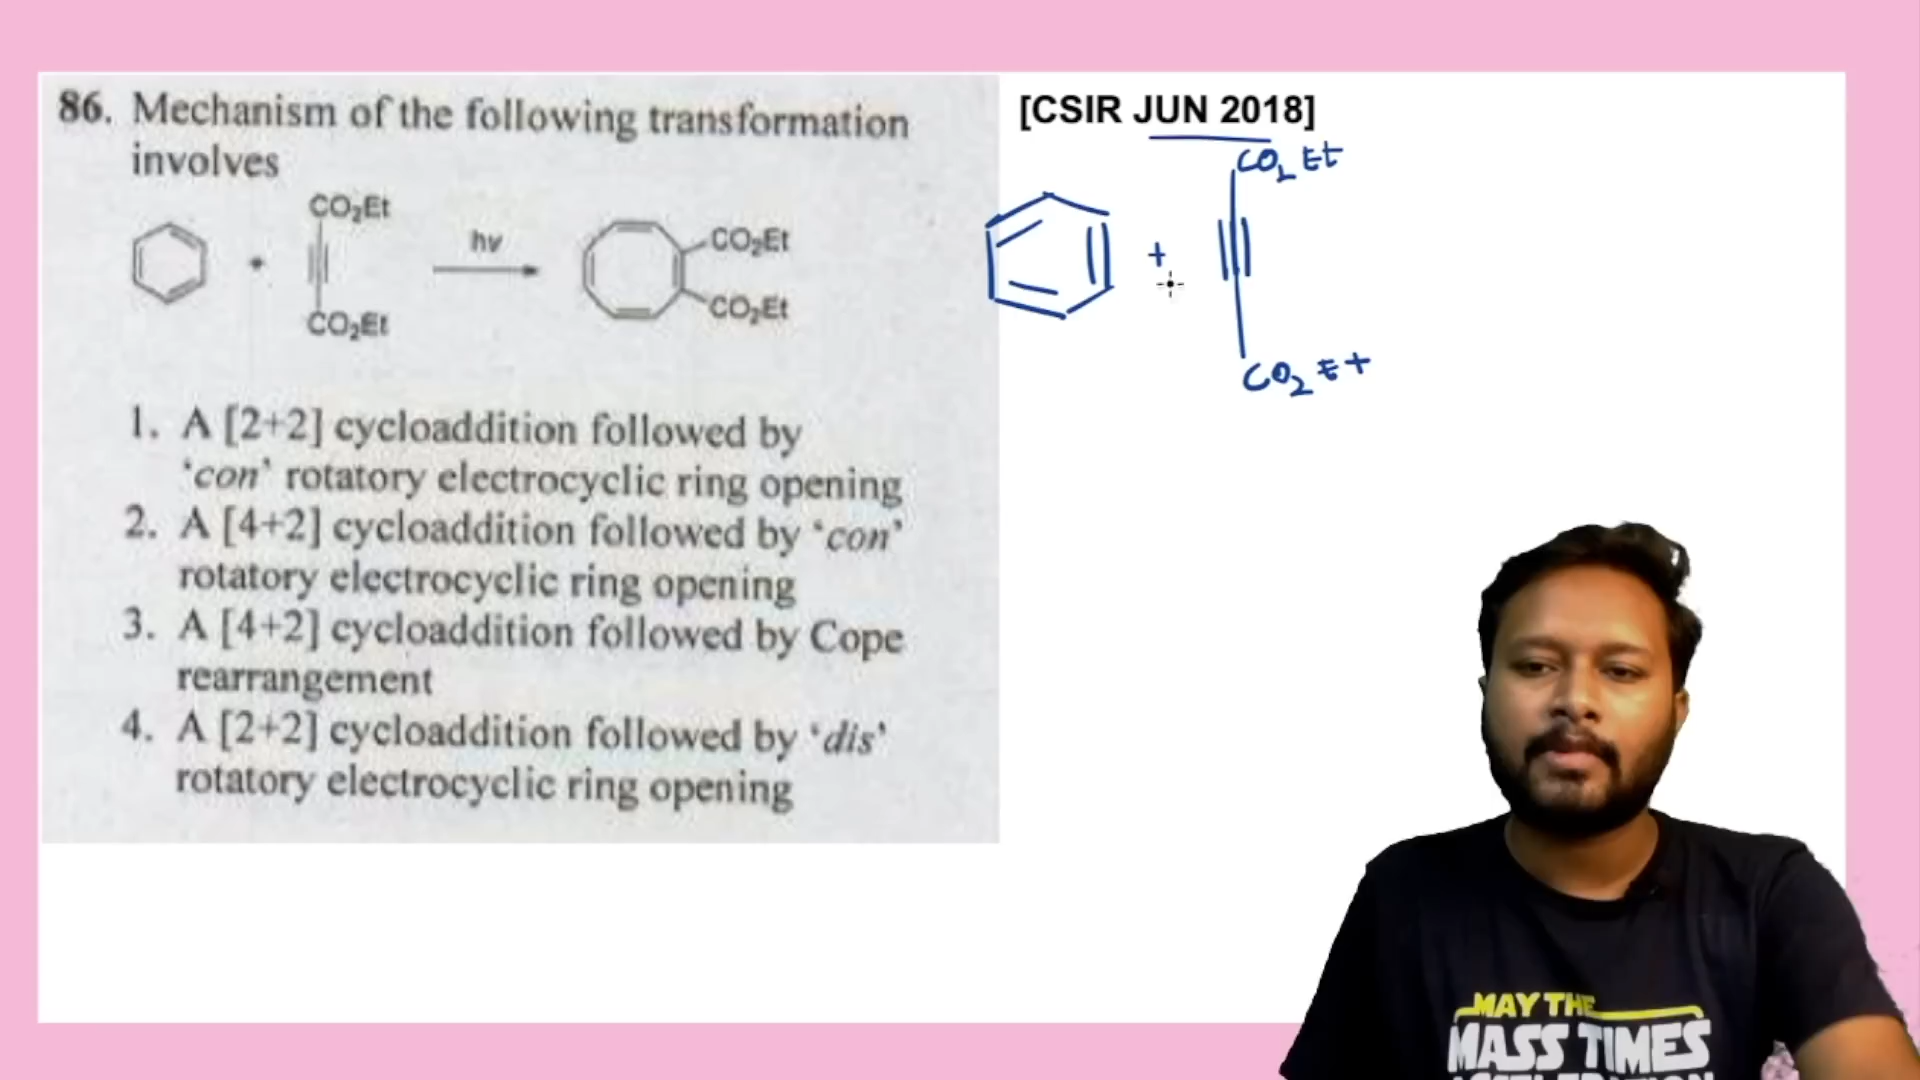 86. Mechanism of the following transformation
involves
CO₂Et
CO₂Et
hν
CO₂Et
CO₂Et
1. A [2+2] cycloaddition followed by
‘con’ rotatory electrocyclic ring opening
2. A [4+2] cycloaddition followed by ‘con’
rotatory electrocyclic ring opening
3. A [4+2] cycloaddition followed by Cope
rearrangement
4. A [2+2] cycloaddition followed by ‘dis’
rotatory electrocyclic ring opening
[CSIR JUN 2018]
CO₂Et
+
CO₂Et
MAY THE
MASS TIMES
ACCELERATION